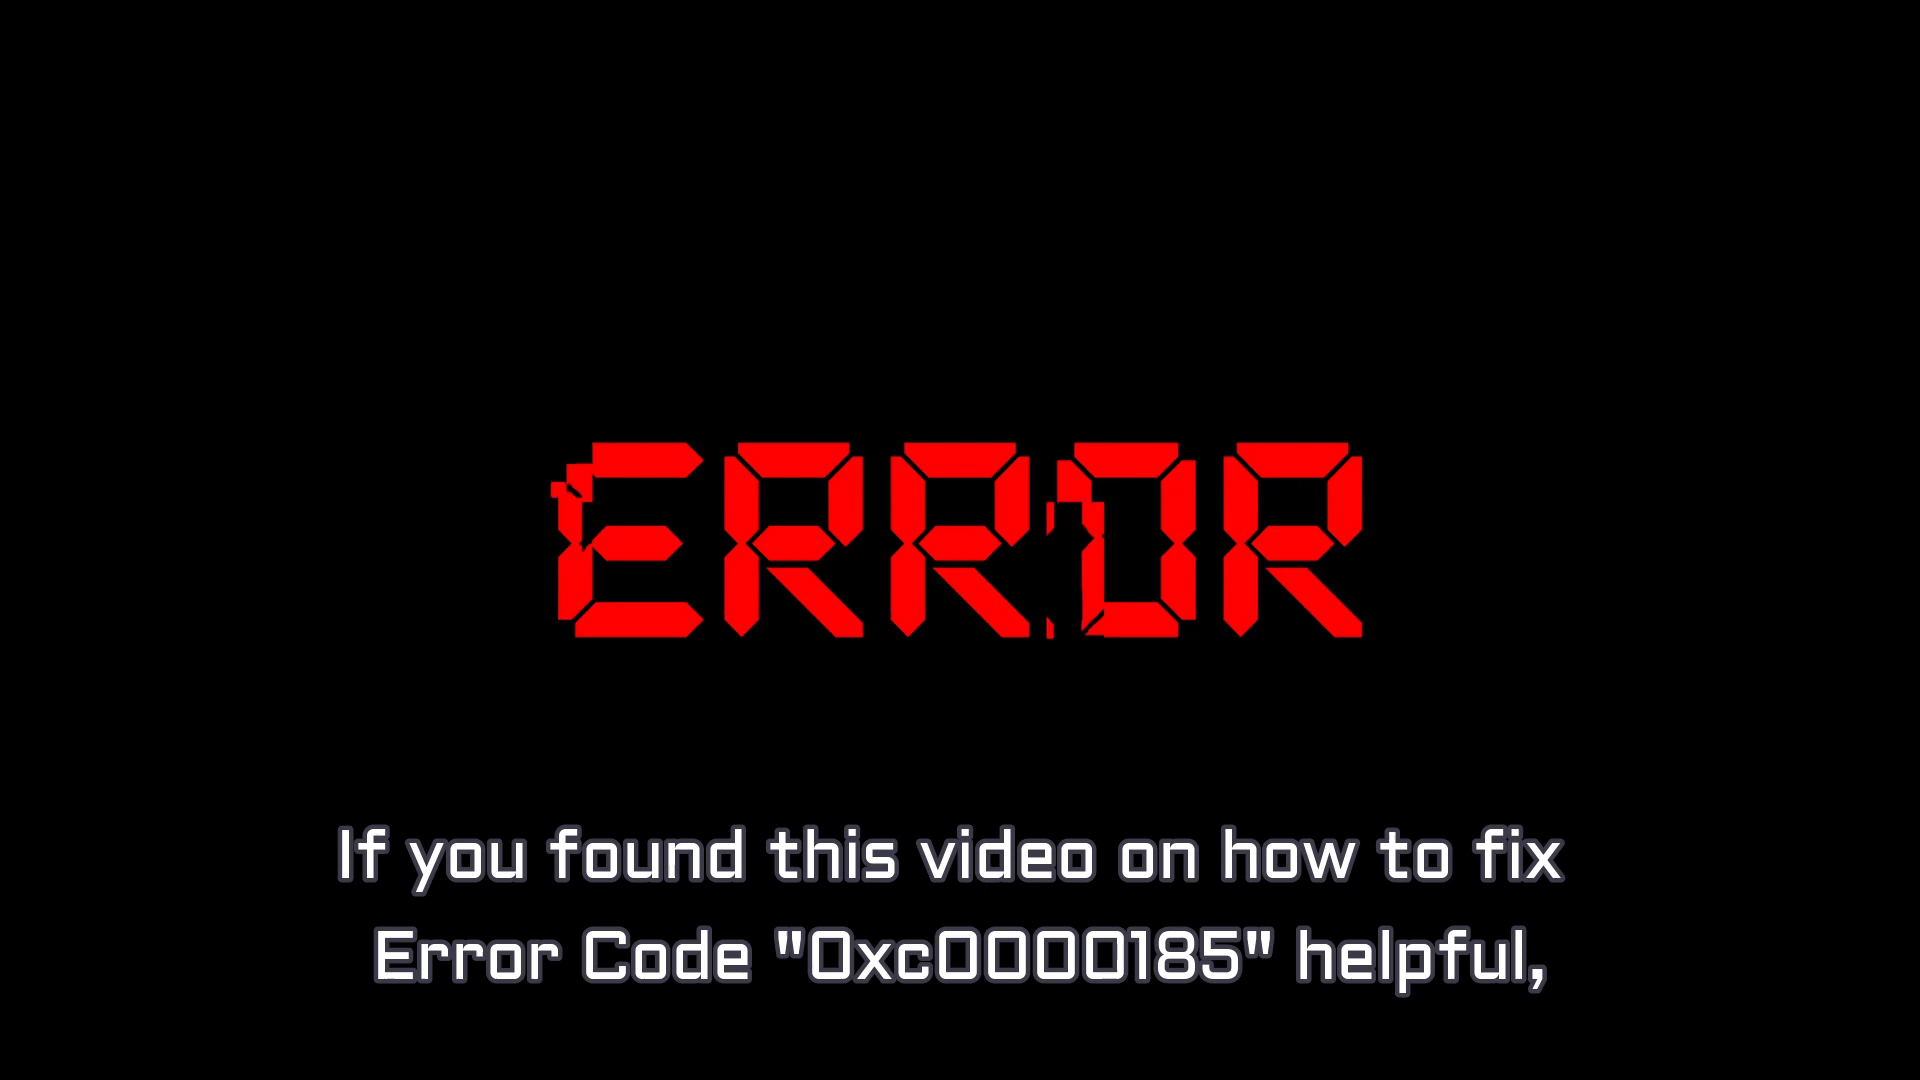 ERROR
If you found this video on how to fix
Error Code "0xc0000185" helpful,